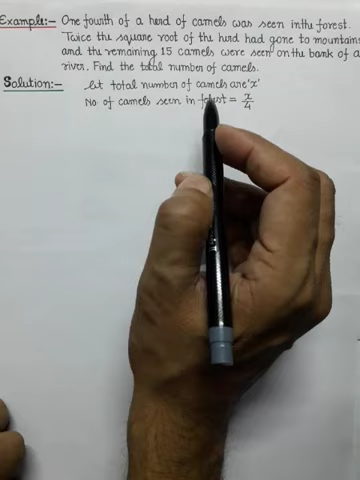 Example:- One fourth of a herd of camels was seen in the forest.
Twice the square root of the herd had gone to mountains
and the remaining 15 camels were seen on the bank of a
river. Find the total number of camels.
Solution:- Let total number of camels are 'x'
No of camels seen in forest = x/4